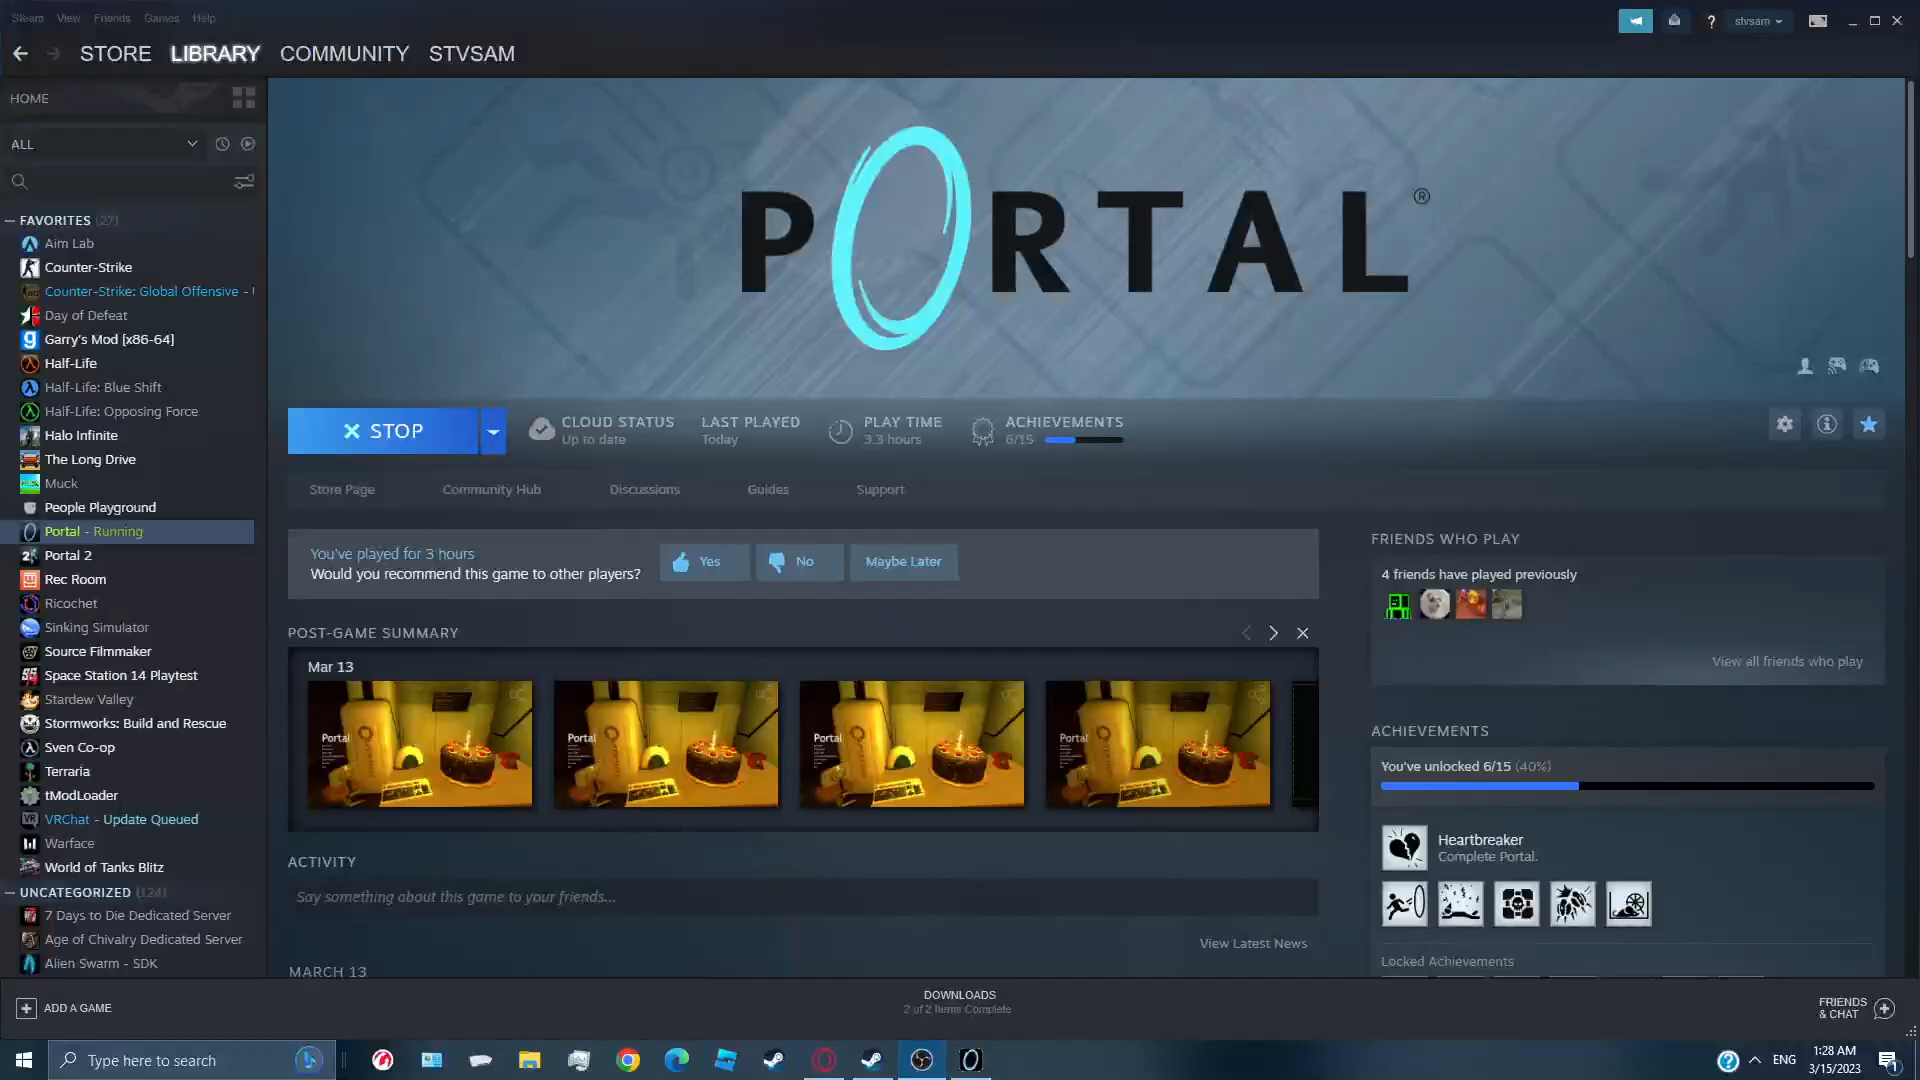 Steam View Friends Games Help
stvsam
STORE LIBRARY COMMUNITY STVSAM
HOME
ALL
FAVORITES (27)
Aim Lab
Counter-Strike
Counter-Strike: Global Offensive -
Day of Defeat
Garry's Mod [x86-64]
Half-Life
Half-Life: Blue Shift
Half-Life: Opposing Force
Halo Infinite
The Long Drive
Muck
People Playground
Portal - Running
Portal 2
Rec Room
Ricochet
Sinking Simulator
Source Filmmaker
Space Station 14 Playtest
Stardew Valley
Stormworks: Build and Rescue
Sven Co-op
Terraria
tModLoader
VRChat - Update Queued
Warface
World of Tanks Blitz
UNCATEGORIZED (124)
7 Days to Die Dedicated Server
Age of Chivalry Dedicated Server
Alien Swarm - SDK
PORTAL ®
STOP
CLOUD STATUS
Up to date
LAST PLAYED
Today
PLAY TIME
3.3 hours
ACHIEVEMENTS
6/15
Store Page Community Hub Discussions Guides Support
You've played for 3 hours
Would you recommend this game to other players?
Yes No Maybe Later
POST-GAME SUMMARY
Mar 13
Portal
Portal
Portal
Portal
ACTIVITY
Say something about this game to your friends...
View Latest News
MARCH 13
FRIENDS WHO PLAY
4 friends have played previously
View all friends who play
ACHIEVEMENTS
You've unlocked 6/15 (40%)
Heartbreaker
Complete Portal.
Locked Achievements
ADD A GAME
DOWNLOADS
2 of 2 Items Complete
FRIENDS
& CHAT
Type here to search
ENG
1:28 AM
3/15/2023